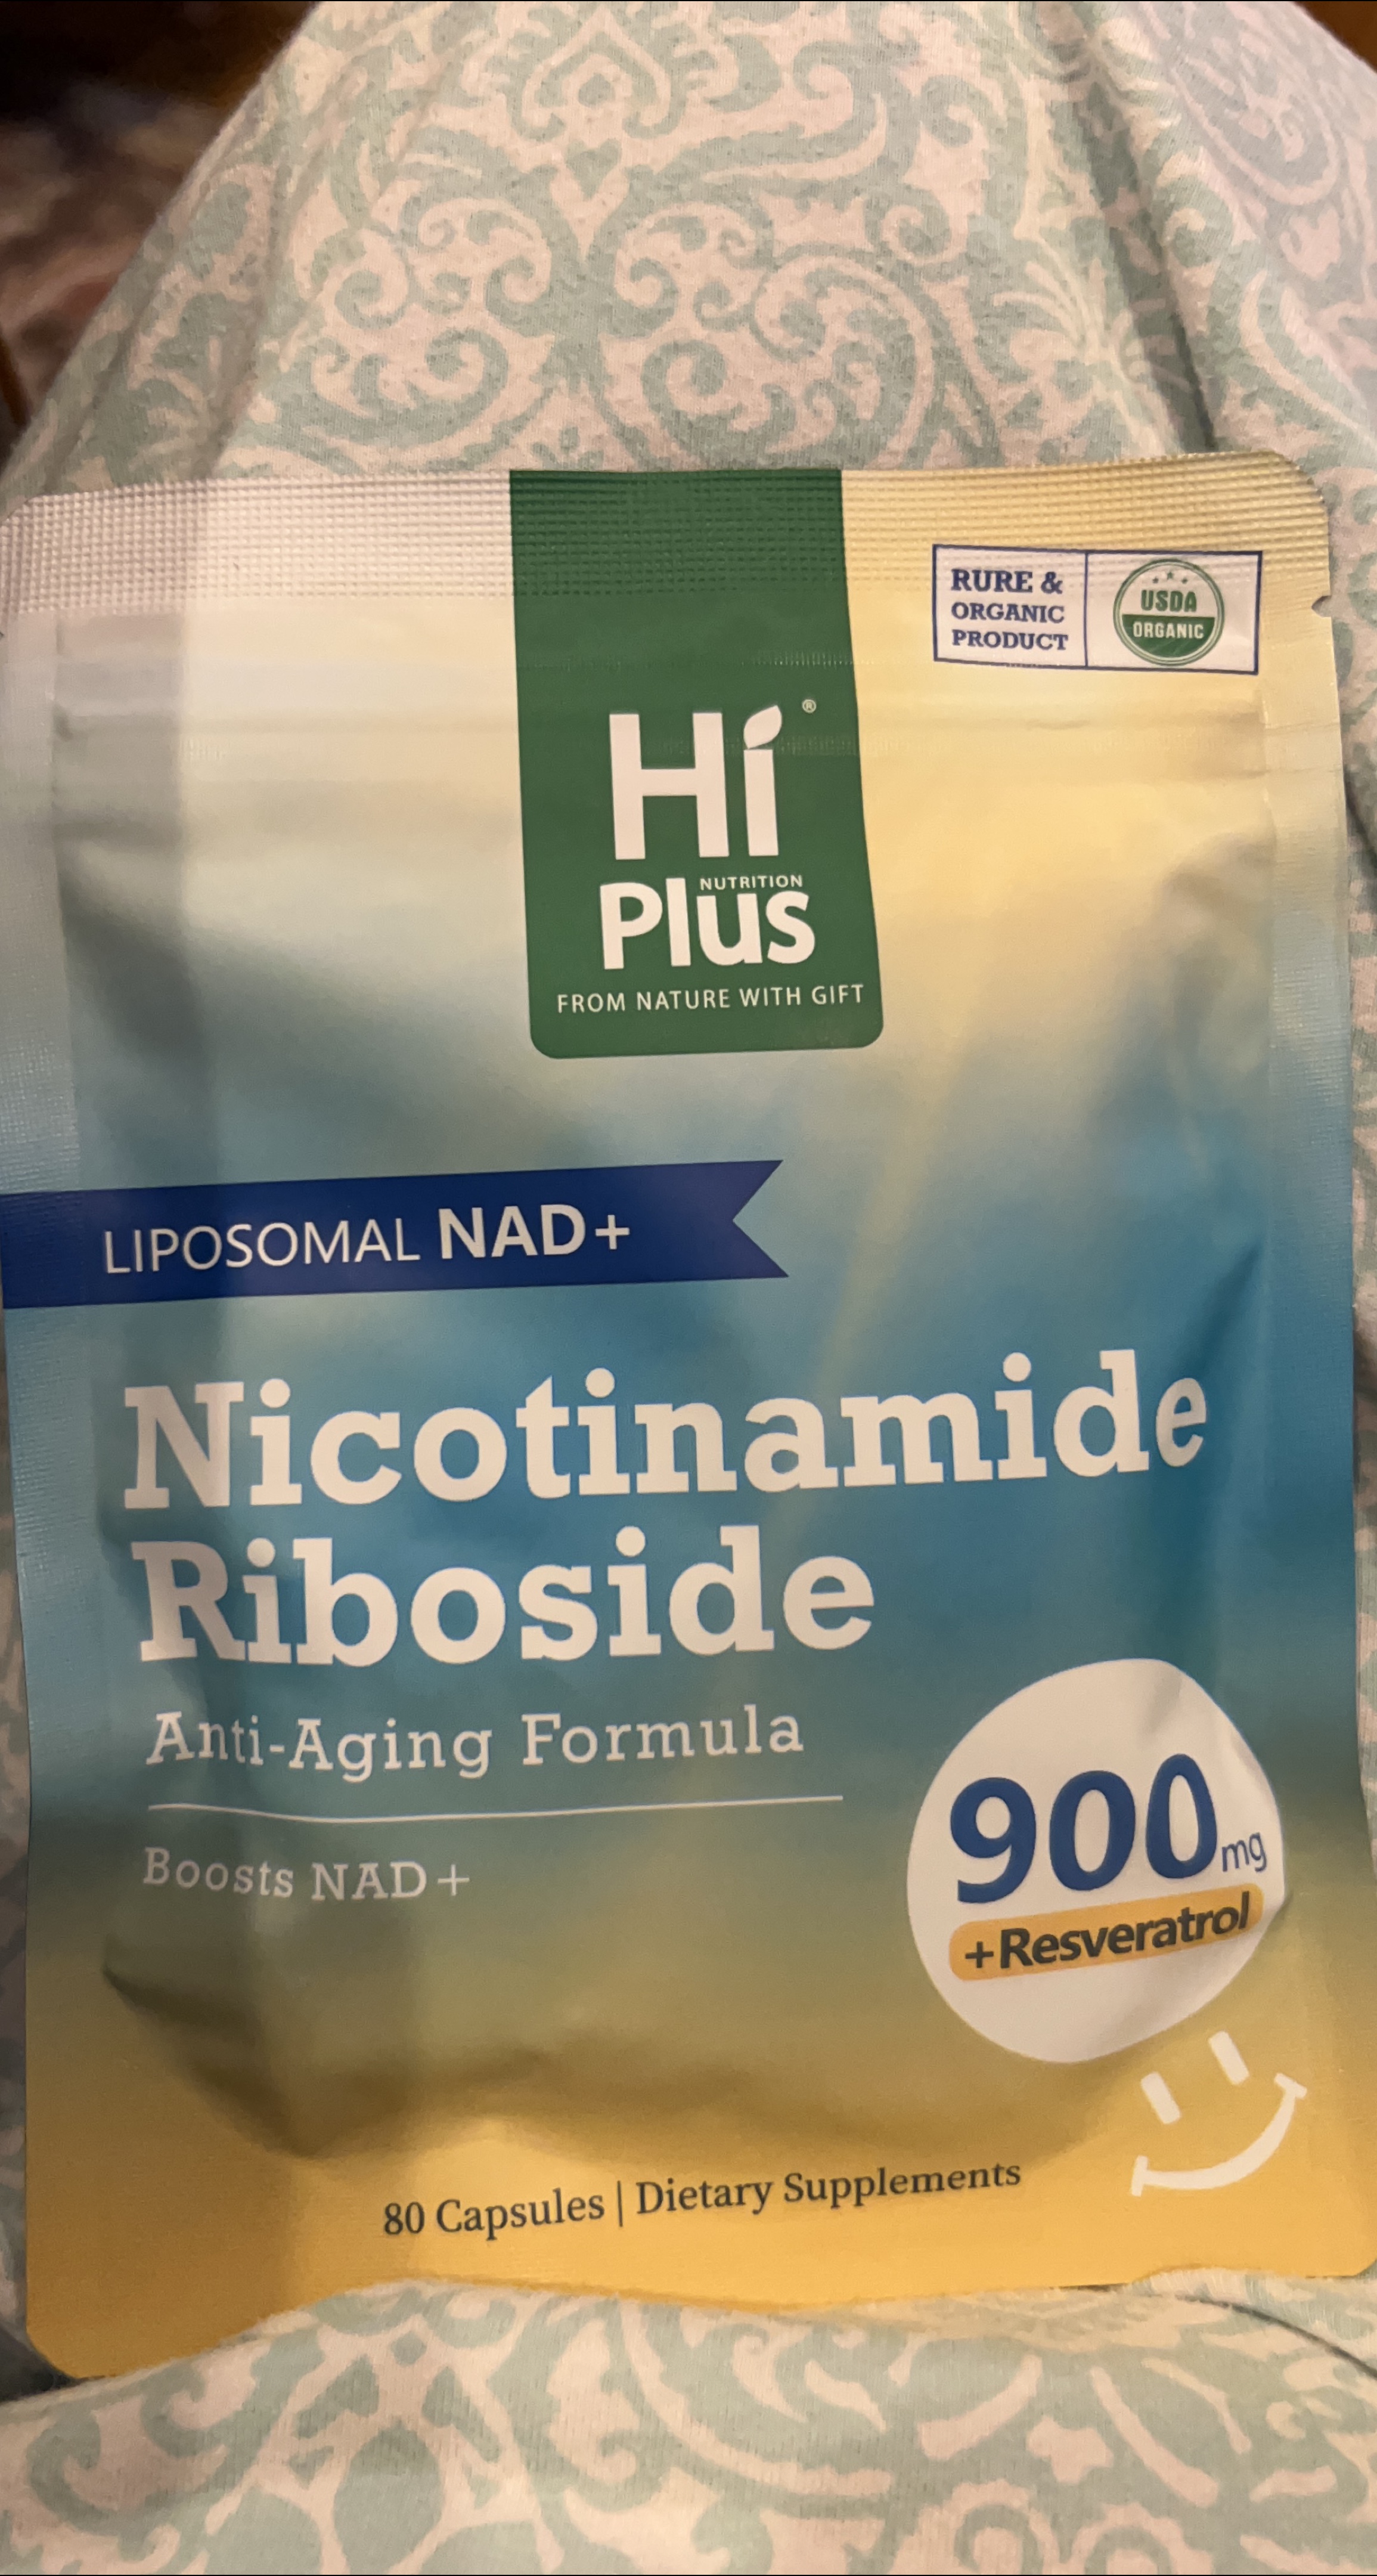 RURE &
ORGANIC
PRODUCT
USDA
ORGANIC
Hi®
NUTRITION
Plus
FROM NATURE WITH GIFT
LIPOSOMAL NAD+
Nicotinamide
Riboside
Anti-Aging Formula
Boosts NAD+
900mg
+Resveratrol
80 Capsules | Dietary Supplements